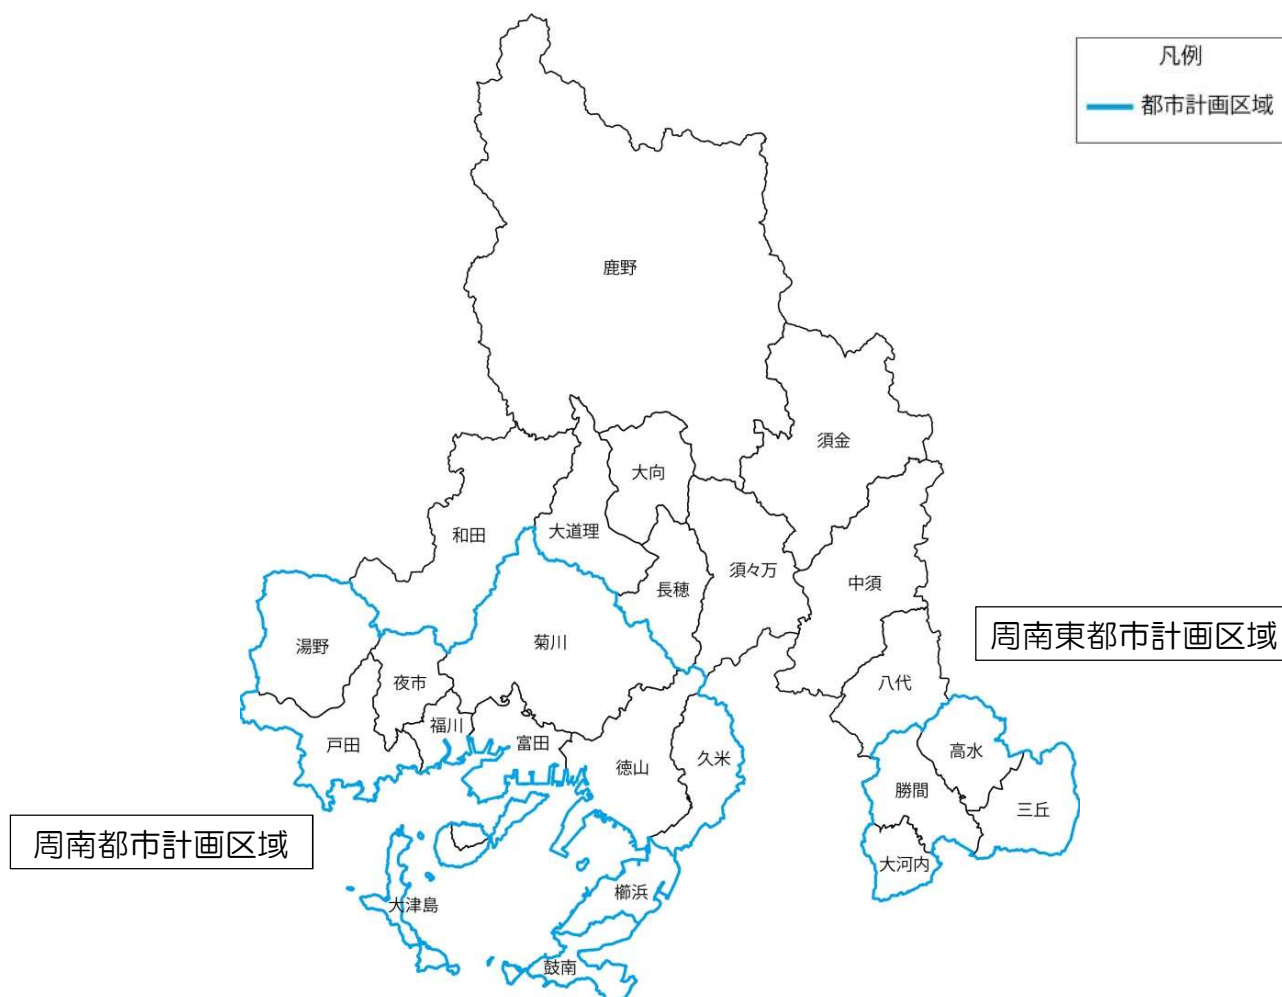 凡例
都市計画区域
鹿野
須金
大向
和田
大道理
須々万
中須
長穂
周南東都市計画区域
湯野
菊川
夜市
八代
福川
戸田
富田
高水
久米
徳山
勝間
三丘
周南都市計画区域
大河内
櫛浜
大津島
鼓南